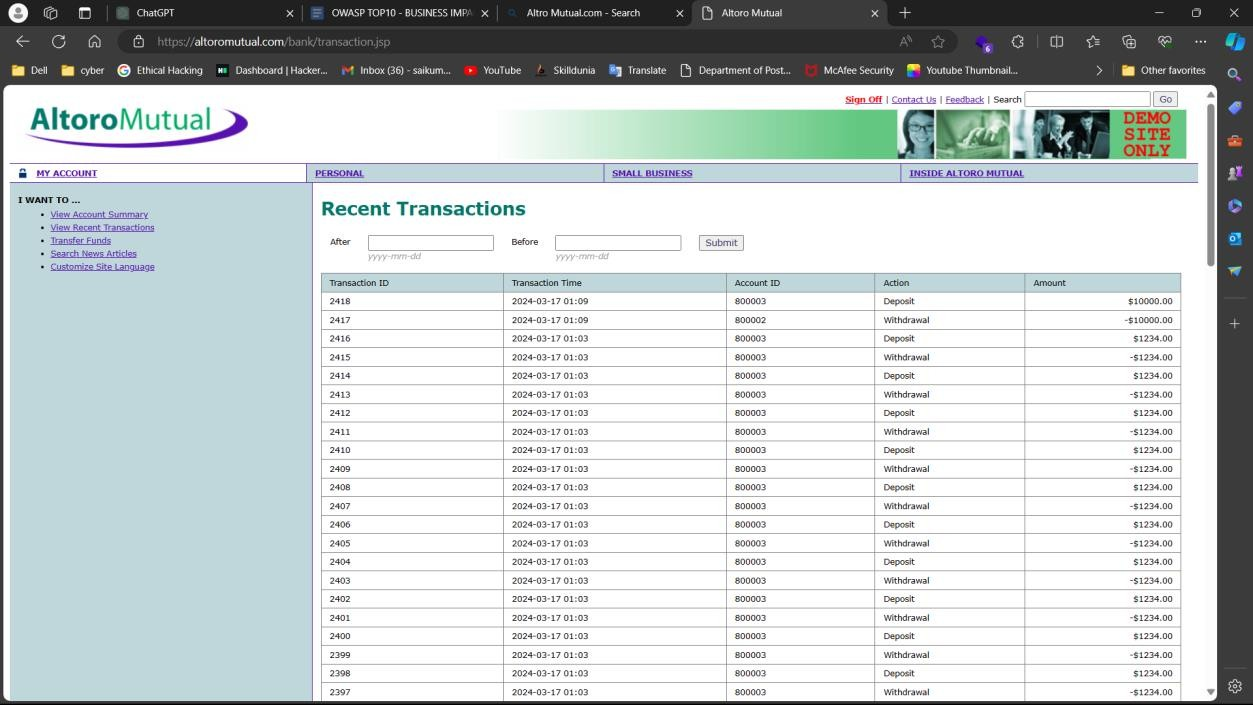 ChatGPT
OWASP TOP10 - BUSINESS IMPA
Altro Mutual.com - Search
Altoro Mutual
https://altoromutual.com/bank/transaction.jsp
6
Dell
cyber
Ethical Hacking
Dashboard | Hacker...
Inbox (36) - saikum...
YouTube
Skilldunia
Translate
Department of Post...
McAfee Security
Youtube Thumbnail...
Other favorites
Sign Off | Contact Us | Feedback | Search
Go
AltoroMutual
DEMO
SITE
ONLY
MY ACCOUNT
PERSONAL
SMALL BUSINESS
INSIDE ALTORO MUTUAL
I WANT TO ...
View Account Summary
View Recent Transactions
Transfer Funds
Search News Articles
Customize Site Language
Recent Transactions
After
Before
Submit
yyyy-mm-dd
yyyy-mm-dd
Transaction ID Transaction Time Account ID Action Amount
2418 2024-03-17 01:09 800003 Deposit $10000.00
2417 2024-03-17 01:09 800002 Withdrawal -$10000.00
2416 2024-03-17 01:03 800003 Deposit $1234.00
2415 2024-03-17 01:03 800003 Withdrawal -$1234.00
2414 2024-03-17 01:03 800003 Deposit $1234.00
2413 2024-03-17 01:03 800003 Withdrawal -$1234.00
2412 2024-03-17 01:03 800003 Deposit $1234.00
2411 2024-03-17 01:03 800003 Withdrawal -$1234.00
2410 2024-03-17 01:03 800003 Deposit $1234.00
2409 2024-03-17 01:03 800003 Withdrawal -$1234.00
2408 2024-03-17 01:03 800003 Deposit $1234.00
2407 2024-03-17 01:03 800003 Withdrawal -$1234.00
2406 2024-03-17 01:03 800003 Deposit $1234.00
2405 2024-03-17 01:03 800003 Withdrawal -$1234.00
2404 2024-03-17 01:03 800003 Deposit $1234.00
2403 2024-03-17 01:03 800003 Withdrawal -$1234.00
2402 2024-03-17 01:03 800003 Deposit $1234.00
2401 2024-03-17 01:03 800003 Withdrawal -$1234.00
2400 2024-03-17 01:03 800003 Deposit $1234.00
2399 2024-03-17 01:03 800003 Withdrawal -$1234.00
2398 2024-03-17 01:03 800003 Deposit $1234.00
2397 2024-03-17 01:03 800003 Withdrawal -$1234.00